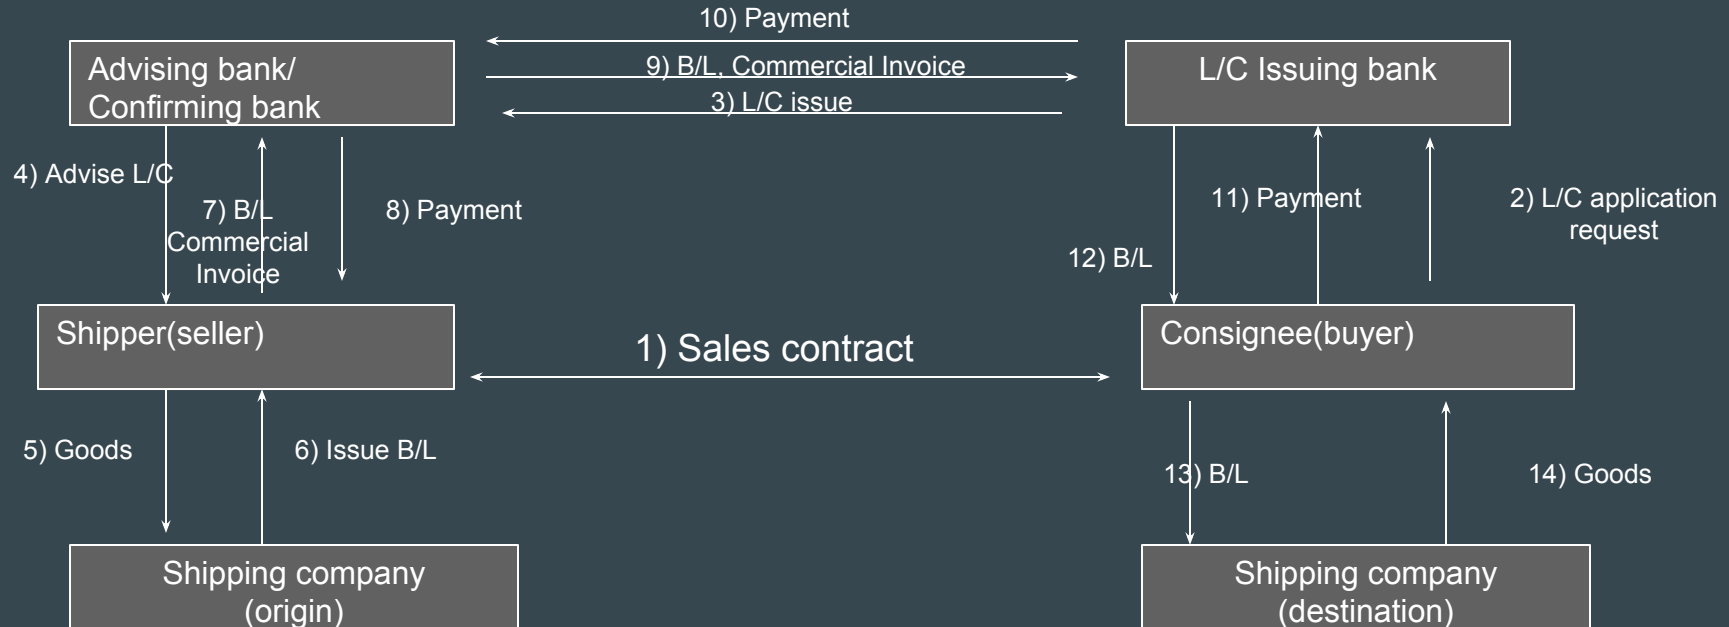 10) Payment
Advising bank/
Confirming bank
9) B/L, Commercial Invoice
L/C Issuing bank
3) L/C issue
4) Advise L/C
7) B/L
Commercial
Invoice
8) Payment
11) Payment
2) L/C application
request
12) B/L
Shipper(seller)
1) Sales contract
Consignee(buyer)
5) Goods
6) Issue B/L
13) B/L
14) Goods
Shipping company
(origin)
Shipping company
(destination)